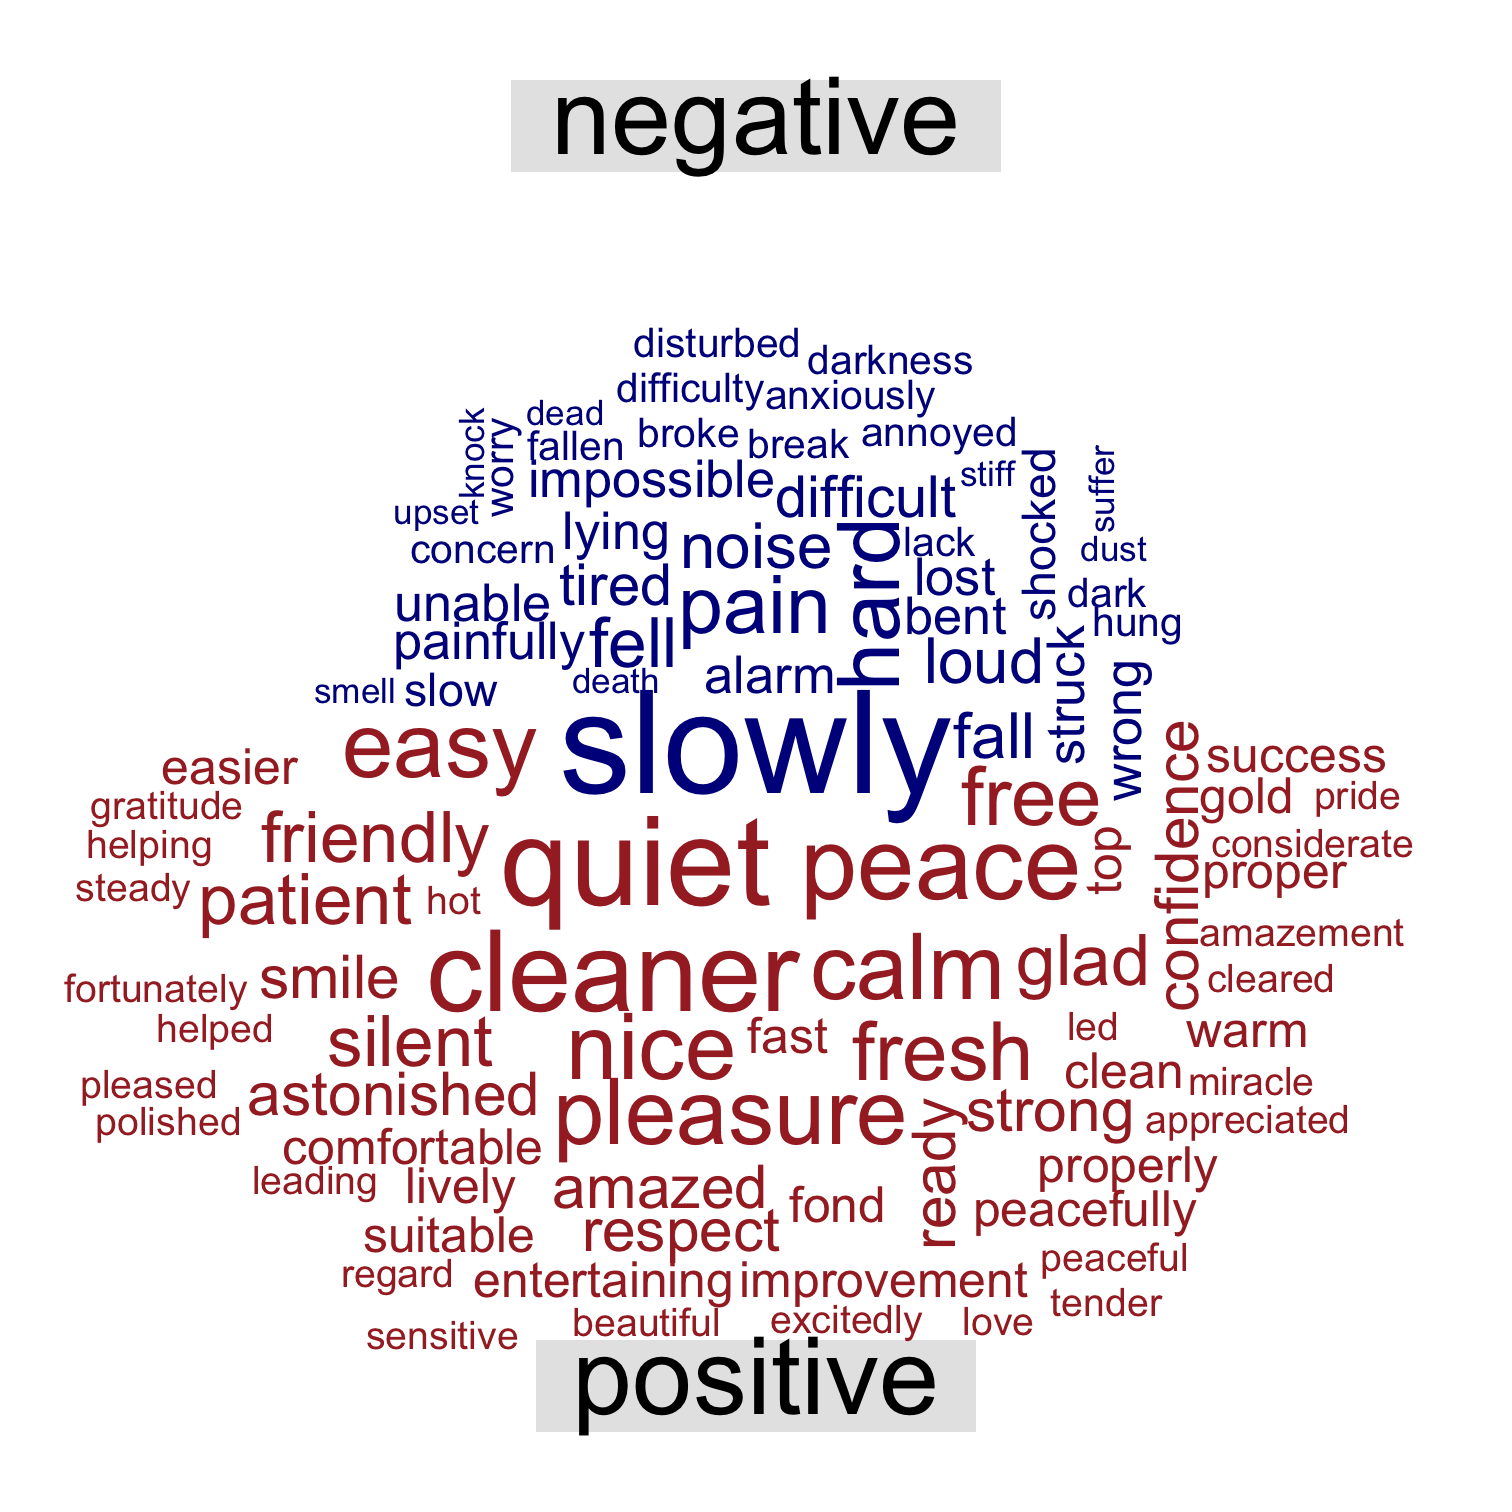 negative
disturbed
darkness
difficulty
anxiously
dead
knock
worry
fallen
broke
break
annoyed
impossible
difficult
stiff
shocked
suffer
upset
concern
lying
noise
hard
lack
dust
unable
tired
pain
lost
bent
dark
hung
painfully
fell
alarm
loud
struck
wrong
smell
slow
death
slowly
fall
easier
easy
free
confidence
success
gratitude
gold
pride
helping
friendly
quiet
peace
top
considerate
steady
patient
hot
proper
amazement
fortunately
smile
cleaner
calm
glad
cleared
helped
silent
nice
fast
fresh
led
warm
pleased
astonished
pleasure
clean
miracle
polished
strong
appreciated
comfortable
ready
leading
lively
amazed
fond
properly
suitable
respect
peacefully
regard
entertaining
improvement
peaceful
tender
sensitive
beautiful
excitedly
love
positive